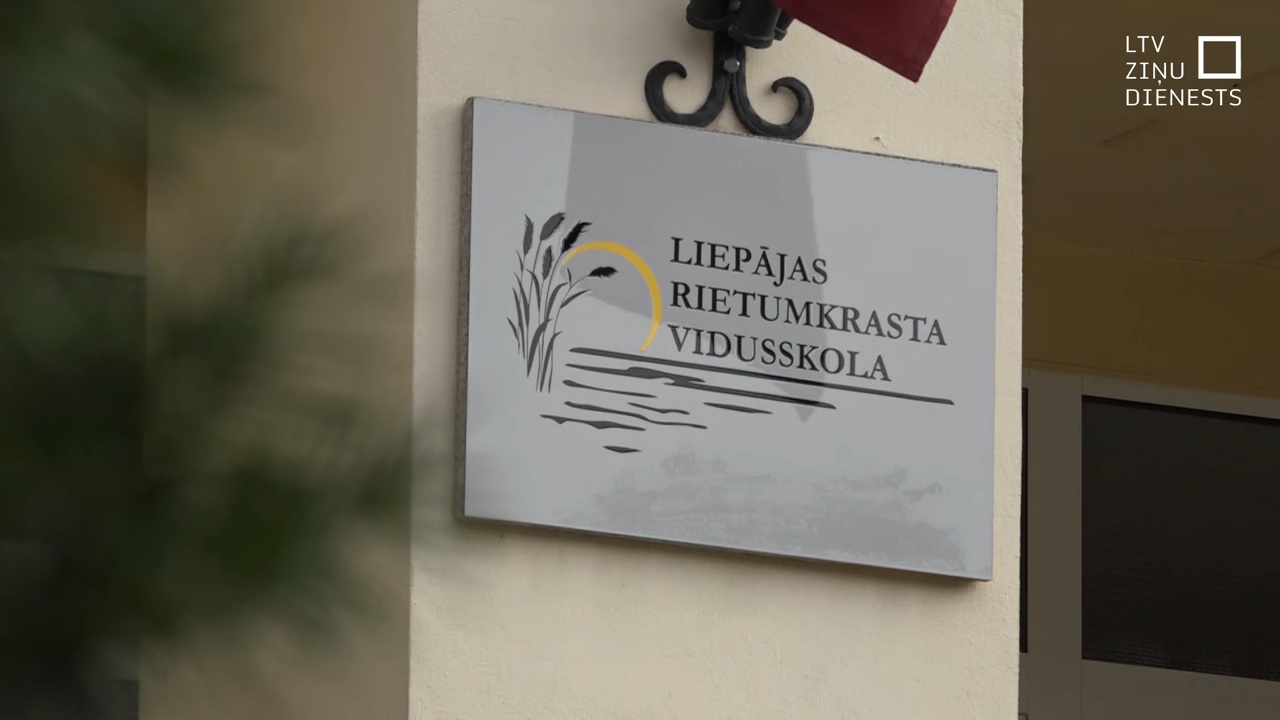 LTV
ZIŅU
DIENESTS
LIEPĀJAS
RIETUMKRASTA
VIDUSSKOLA